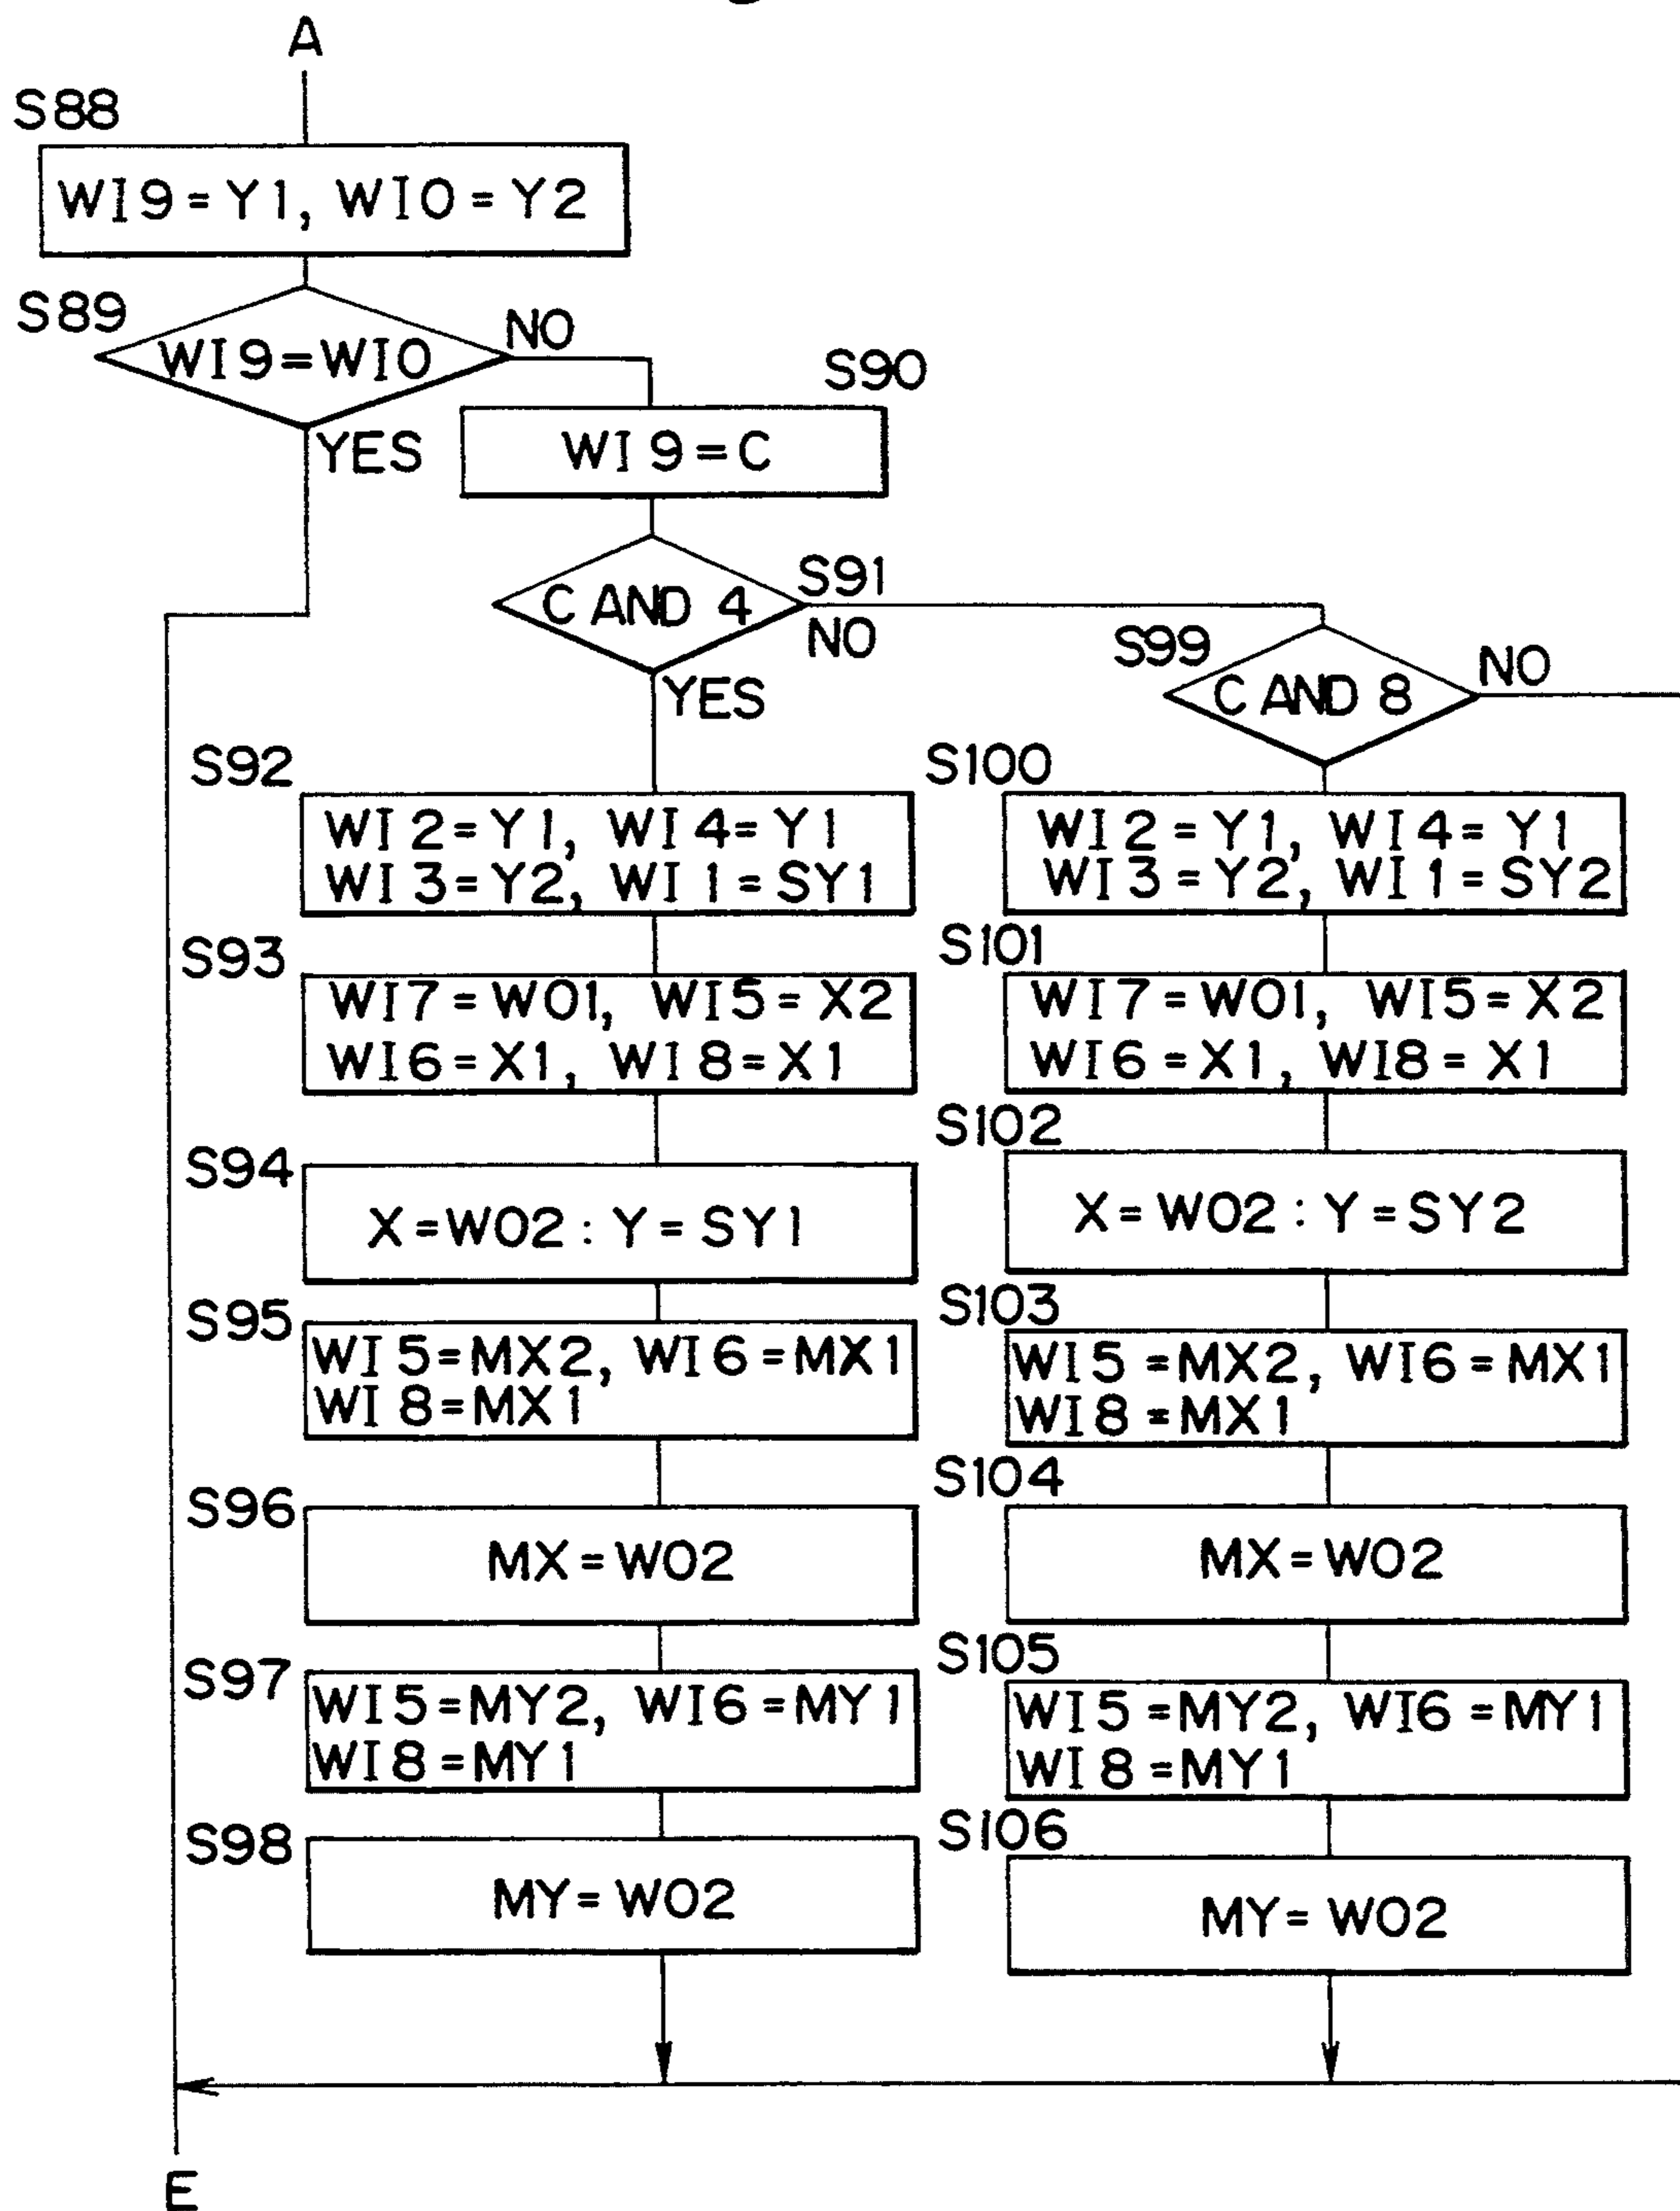 A
S88
WI9=Y1, WI0=Y2
S89
WI9=WI0
NO
YES
S90
WI9=C
S91
C AND 4
NO
YES
S99
C AND 8
NO
S92
WI2=Y1, WI4=Y1
WI3=Y2, WI1=SY1
S93
WI7=WO1, WI5=X2
WI6=X1, WI8=X1
S94
X=WO2:Y=SY1
S95
WI5=MX2, WI6=MX1
WI8=MX1
S96
MX=WO2
S97
WI5=MY2, WI6=MY1
WI8=MY1
S98
MY=WO2
S100
WI2=Y1, WI4=Y1
WI3=Y2, WI1=SY2
S101
WI7=WO1, WI5=X2
WI6=X1, WI8=X1
S102
X=WO2:Y=SY2
S103
WI5=MX2, WI6=MX1
WI8=MX1
S104
MX=WO2
S105
WI5=MY2, WI6=MY1
WI8=MY1
S106
MY=WO2
E